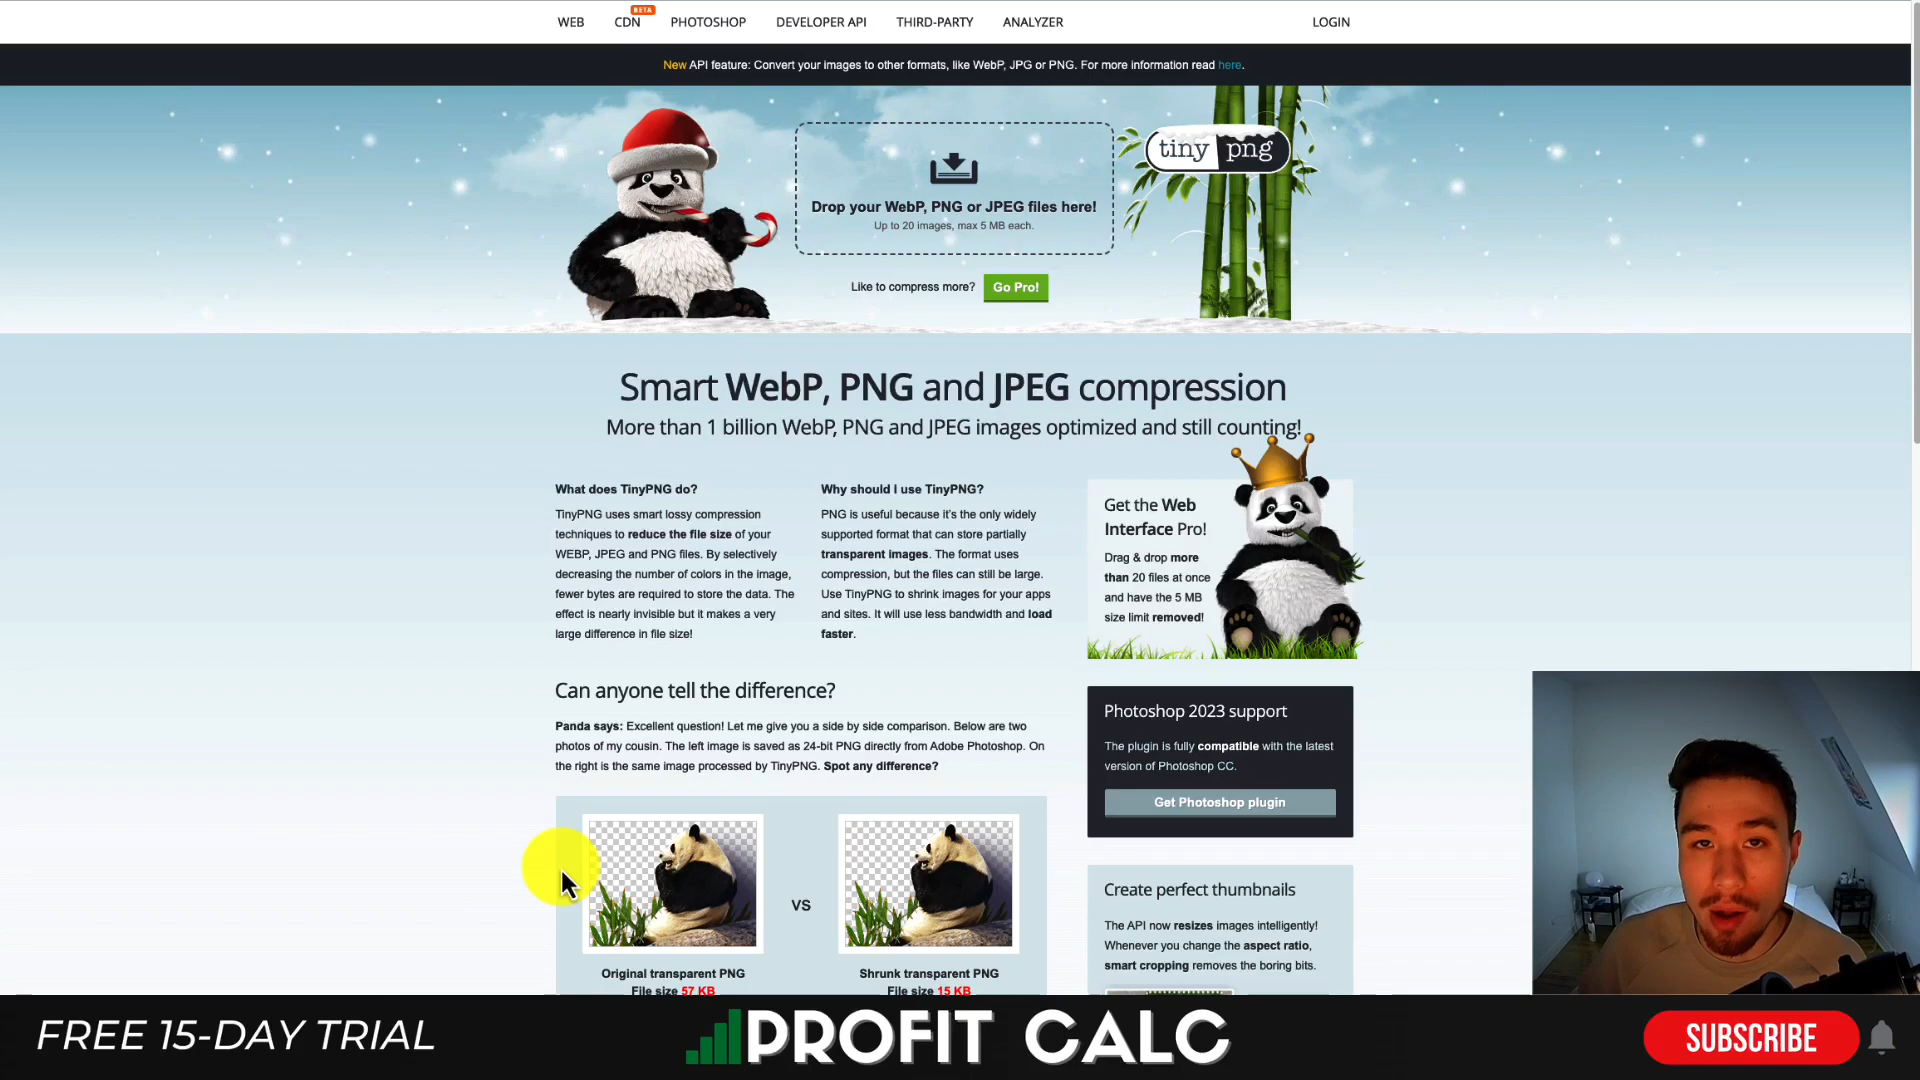 WEB
CDN
BETA
PHOTOSHOP
DEVELOPER API
THIRD-PARTY
ANALYZER
LOGIN
New API feature: Convert your images to other formats, like WebP, JPG or PNG. For more information read here.
tiny png
Drop your WebP, PNG or JPEG files here!
Up to 20 images, max 5 MB each.
Like to compress more?
Go Pro!
Smart WebP, PNG and JPEG compression
More than 1 billion WebP, PNG and JPEG images optimized and still counting!
What does TinyPNG do?
TinyPNG uses smart lossy compression
techniques to reduce the file size of your
WEBP, JPEG and PNG files. By selectively
decreasing the number of colors in the image,
fewer bytes are required to store the data. The
effect is nearly invisible but it makes a very
large difference in file size!
Why should I use TinyPNG?
PNG is useful because it's the only widely
supported format that can store partially
transparent images. The format uses
compression, but the files can still be large.
Use TinyPNG to shrink images for your apps
and sites. It will use less bandwidth and load
faster.
Get the Web
Interface Pro!
Drag & drop more
than 20 files at once
and have the 5 MB
size limit removed!
Can anyone tell the difference?
Panda says: Excellent question! Let me give you a side by side comparison. Below are two
photos of my cousin. The left image is saved as 24-bit PNG directly from Adobe Photoshop. On
the right is the same image processed by TinyPNG. Spot any difference?
VS
Original transparent PNG
File size 57 KB
Shrunk transparent PNG
File size 15 KB
Photoshop 2023 support
The plugin is fully compatible with the latest
version of Photoshop CC.
Get Photoshop plugin
Create perfect thumbnails
The API now resizes images intelligently!
Whenever you change the aspect ratio,
smart cropping removes the boring bits.
FREE 15-DAY TRIAL
PROFIT CALC
SUBSCRIBE